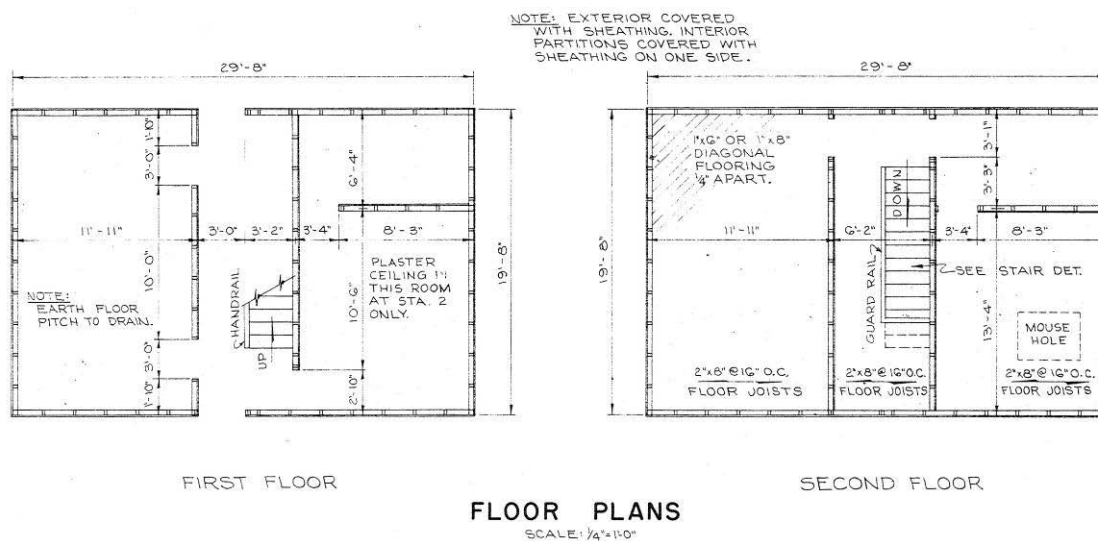 NOTE: EXTERIOR COVERED
WITH SHEATHING. INTERIOR
PARTITIONS COVERED WITH
SHEATHING ON ONE SIDE.
29'-8"
1'-10"
3'-0"
10'-0"
3'-0"
1'-10"
11'-11"
3'-0"
3'-2"
3'-4"
8'-3"
6'-4"
10'-6"
2'-10"
19'-8"
NOTE:
EARTH FLOOR
PITCH TO DRAIN.
HANDRAIL
UP
PLASTER
CEILING
THIS ROOM
AT STA. 2
ONLY.
FIRST FLOOR
29'-8"
19'-8"
1"x6" OR 1"x8"
DIAGONAL
FLOORING
1/4" APART.
DOWN
3'-1"
3'-3"
11'-11"
6'-2"
3'-4"
8'-3"
13'-4"
GUARD RAIL
SEE STAIR DET.
MOUSE
HOLE
2"x8"@16"O.C.
FLOOR JOISTS
2"x8"@16"O.C.
FLOOR JOISTS
2"x8"@16"O.C.
FLOOR JOISTS
SECOND FLOOR
FLOOR PLANS
SCALE: 1/4"=1'-0"